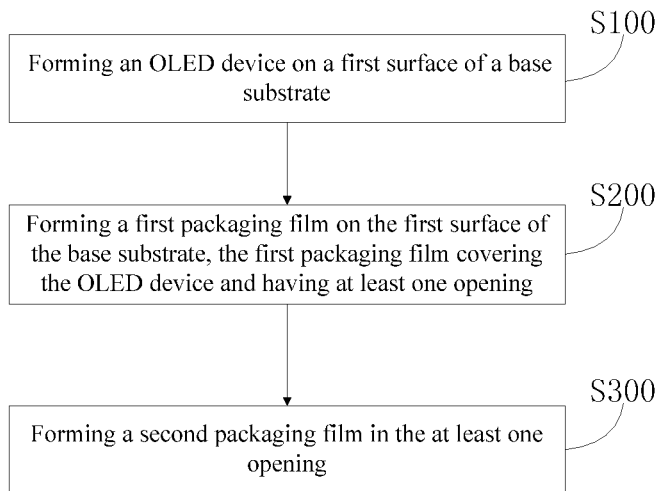 S100
Forming an OLED device on a first surface of a base
substrate
S200
Forming a first packaging film on the first surface of
the base substrate, the first packaging film covering
the OLED device and having at least one opening
S300
Forming a second packaging film in the at least one
opening